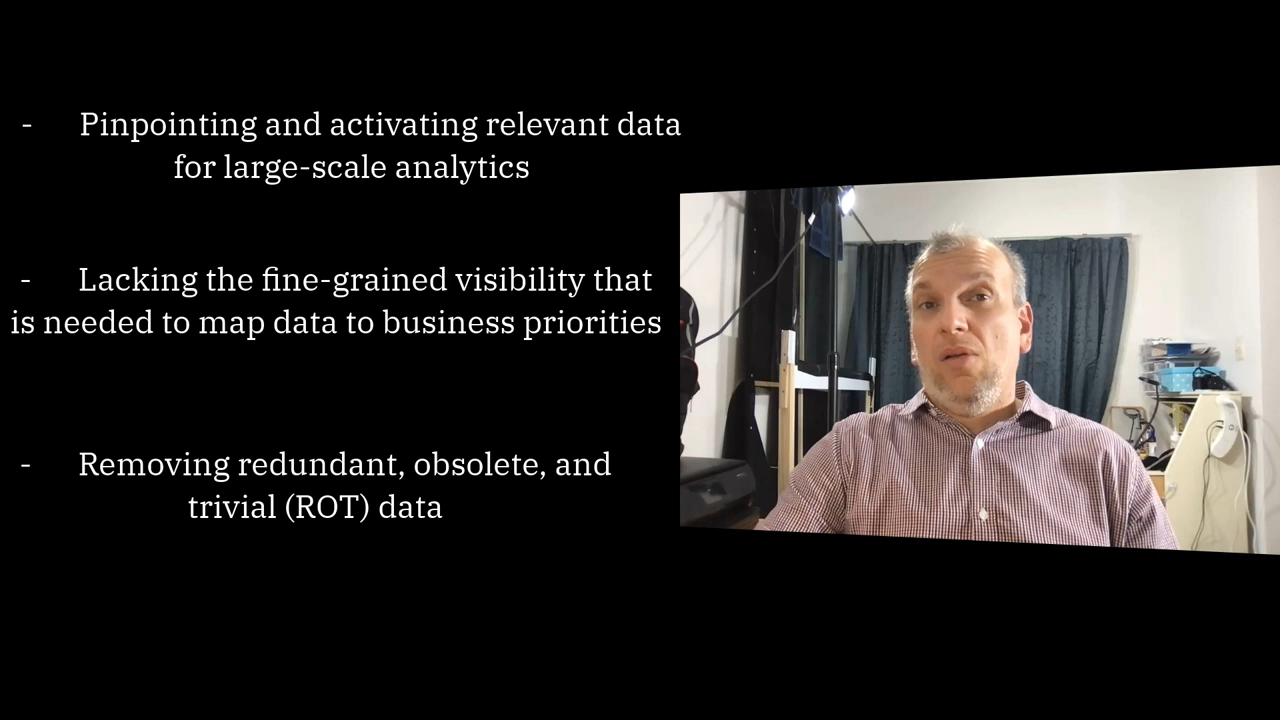 - Pinpointing and activating relevant data
for large-scale analytics
- Lacking the fine-grained visibility that
is needed to map data to business priorities
- Removing redundant, obsolete, and
trivial (ROT) data